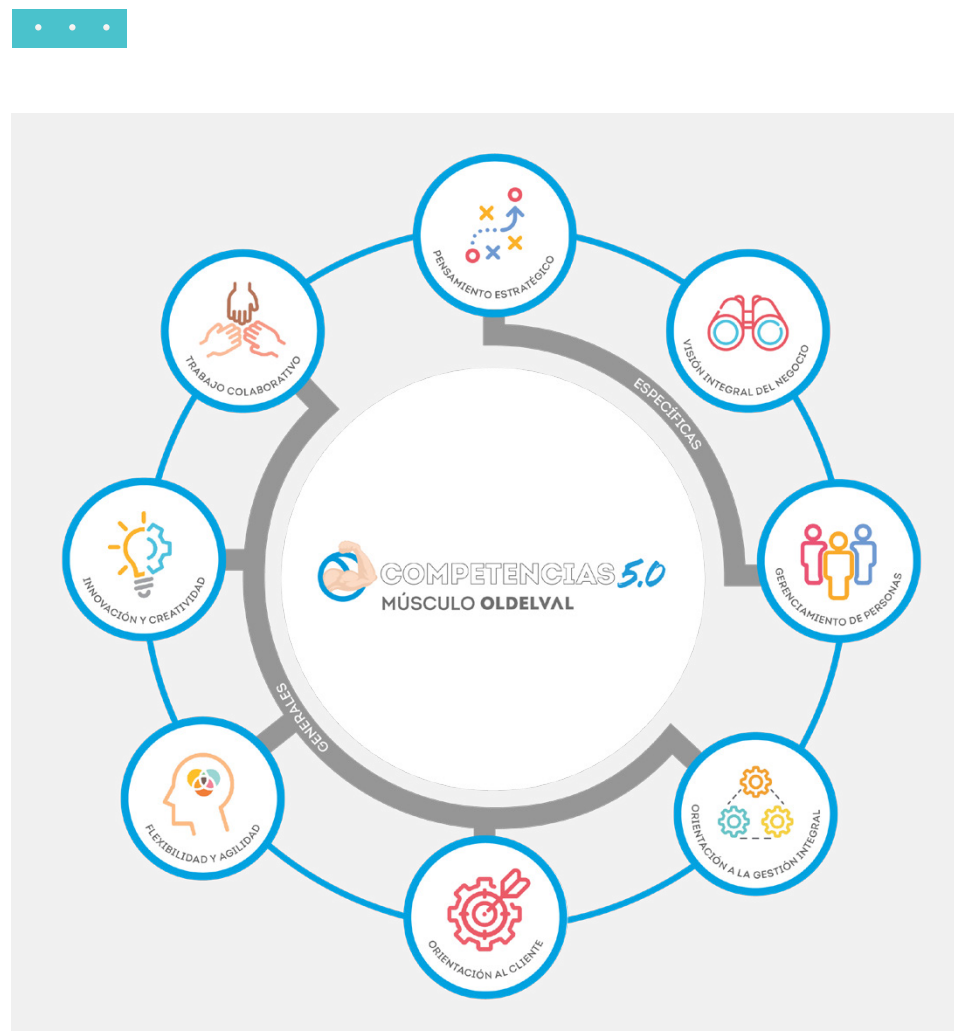 PENSAMIENTO ESTRATÉGICO
VISIÓN INTEGRAL DEL NEGOCIO
GERENCIAMIENTO DE PERSONAS
ORIENTACIÓN A LA GESTIÓN INTEGRAL
ORIENTACIÓN AL CLIENTE
FLEXIBILIDAD Y AGILIDAD
INNOVACIÓN Y CREATIVIDAD
TRABAJO COLABORATIVO
ESPECÍFICAS
GENERALES
COMPETENCIAS 5.0
MÚSCULO OLDELVAL